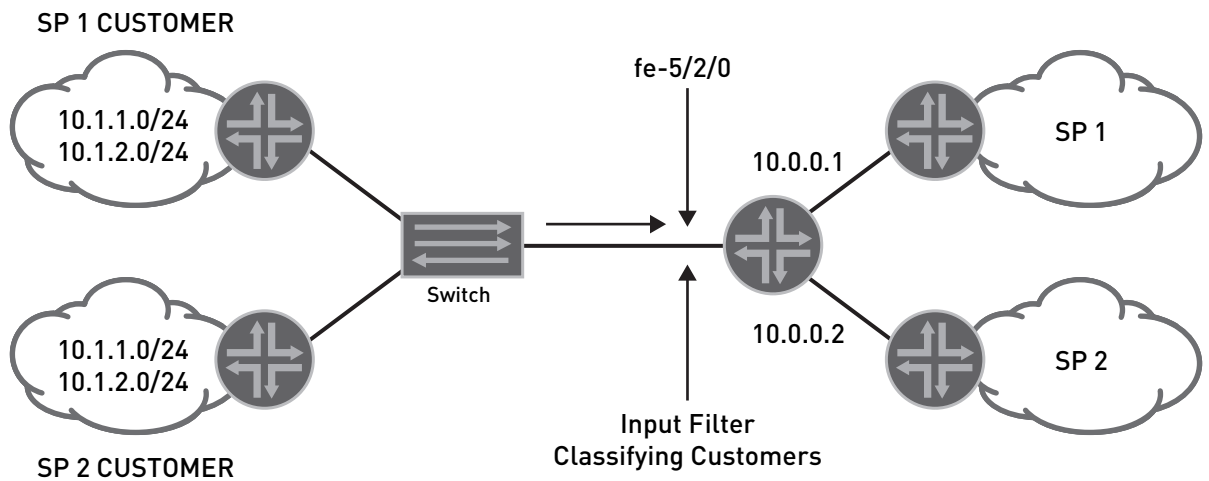 SP 1 CUSTOMER
10.1.1.0/24
10.1.2.0/24
fe-5/2/0
10.0.0.1
SP 1
Switch
10.1.1.0/24
10.1.2.0/24
10.0.0.2
SP 2
Input Filter
Classifying Customers
SP 2 CUSTOMER